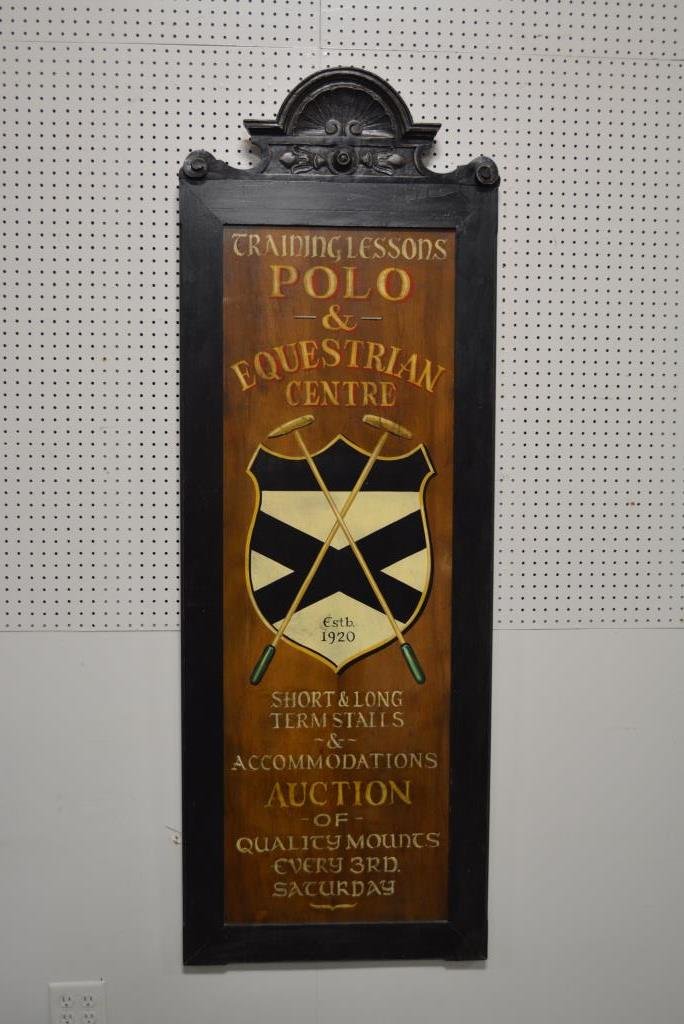 TRAINING LESSONS
POLO
- & -
EQUESTRIAN
CENTRE
Estb.
1920
SHORT & LONG
TERM STALLS
~ & ~
ACCOMMODATIONS
AUCTION
- OF -
QUALITY MOUNTS
EVERY 3RD.
SATURDAY